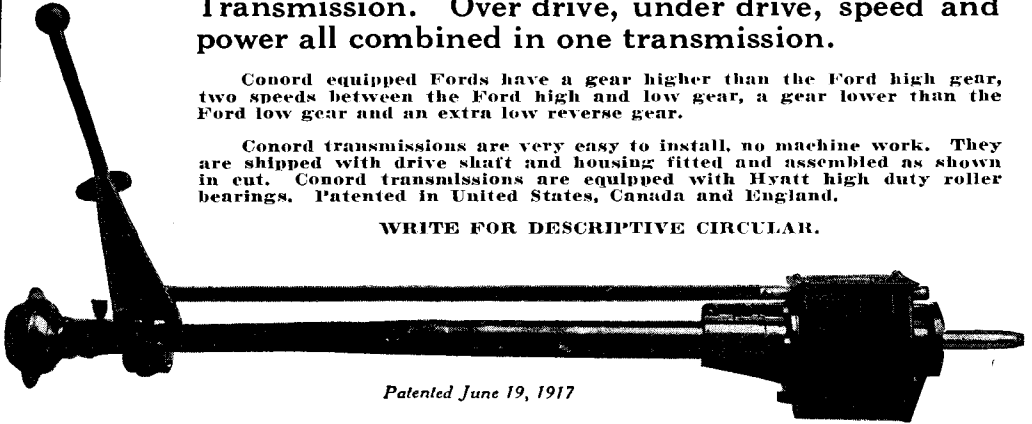 Transmission. Over drive, under drive, speed and
power all combined in one transmission.
Conord equipped Fords have a gear higher than the Ford high gear,
two speeds between the Ford high and low gear, a gear lower than the
Ford low gear and an extra low reverse gear.
Conord transmissions are very easy to install, no machine work. They
are shipped with drive shaft and housing fitted and assembled as shown
in cut. Conord transmissions are equipped with Hyatt high duty roller
bearings. Patented in United States, Canada and England.
WRITE FOR DESCRIPTIVE CIRCULAR.
Patented June 19, 1917